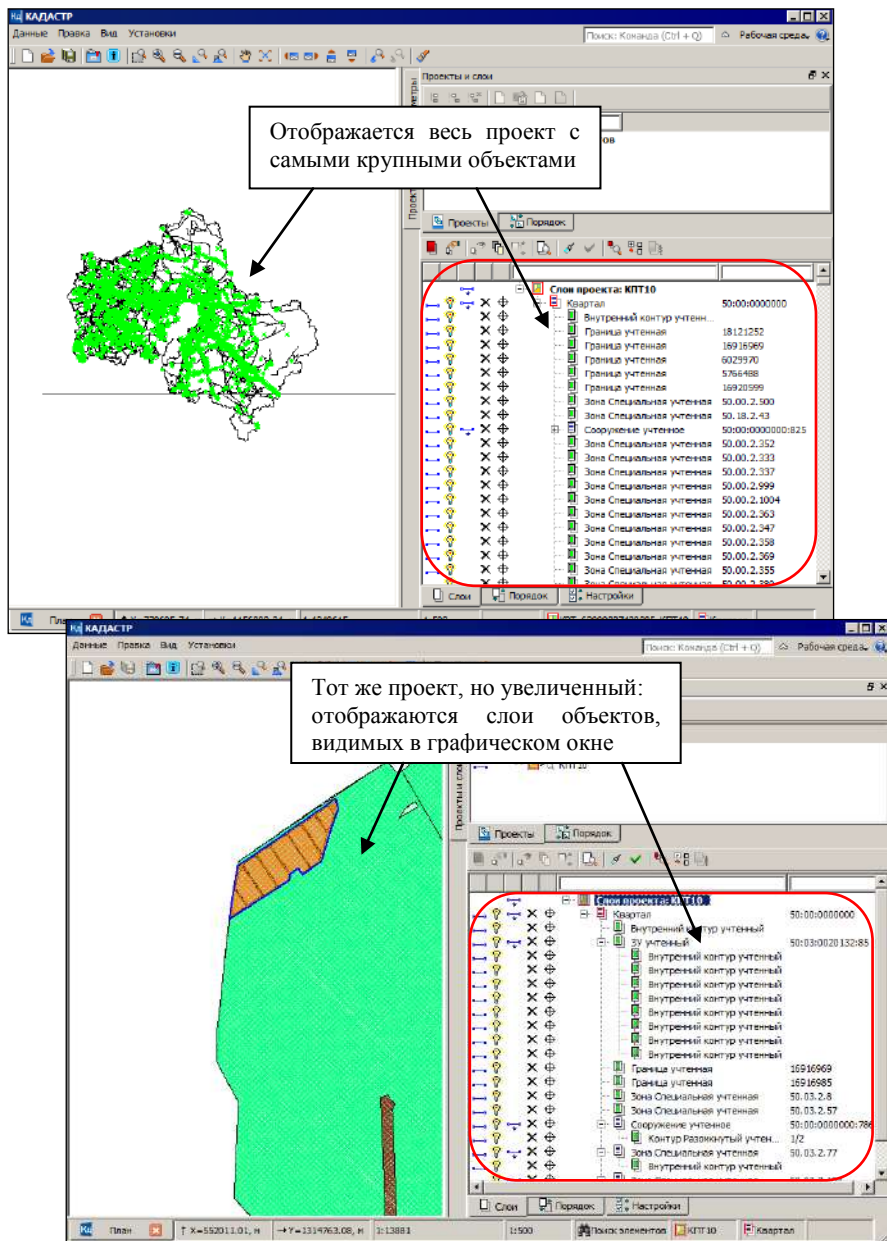 КАДАСТР
Данные Правка Вид Установки
Поиск: Команда (Ctrl + Q) Рабочая среда
Проекты и слои
Отображается весь проект с
самыми крупными объектами
Проекты Порядок
Слои проекта: КПТ10
Квартал 50:00:0000000
Внутренний контур учтенн...
Граница учтенная 18121252
Граница учтенная 16916969
Граница учтенная 6029970
Граница учтенная 5766488
Граница учтенная 16920599
Зона Специальная учтенная 50.00.2.500
Зона Специальная учтенная 50.18.2.43
Сооружение учтенное 50:00:0000000:825
Зона Специальная учтенная 50.00.2.352
Зона Специальная учтенная 50.00.2.333
Зона Специальная учтенная 50.00.2.337
Зона Специальная учтенная 50.00.2.999
Зона Специальная учтенная 50.00.2.1004
Зона Специальная учтенная 50.00.2.363
Зона Специальная учтенная 50.00.2.347
Зона Специальная учтенная 50.00.2.358
Зона Специальная учтенная 50.00.2.369
Зона Специальная учтенная 50.00.2.355
Слои Порядок Настройки
КАДАСТР
Данные Правка Вид Установки
Поиск: Команда (Ctrl + Q) Рабочая среда
Тот же проект, но увеличенный:
отображаются слои объектов,
видимых в графическом окне
КПТ10
Проекты и слои
Проекты Порядок
Слои проекта: КПТ10
Квартал 50:00:0000000
Внутренний контур учтенный
ЗУ учтенный 50:03:0020132:85
Внутренний контур учтенный
Внутренний контур учтенный
Внутренний контур учтенный
Внутренний контур учтенный
Внутренний контур учтенный
Внутренний контур учтенный
Внутренний контур учтенный
Внутренний контур учтенный
Граница учтенная 16916969
Граница учтенная 16916985
Зона Специальная учтенная 50.03.2.8
Зона Специальная учтенная 50.03.2.57
Сооружение учтенное 50:00:0000000:786
Контур Разомкнутый учтен... 1/2
Зона Специальная учтенная 50.03.2.77
Внутренний контур учтенный
Слои Порядок Настройки
План X=552011.01, м Y=1314763.08, м 1:13881 1:500 Поиск элементов КПТ10 Квартал